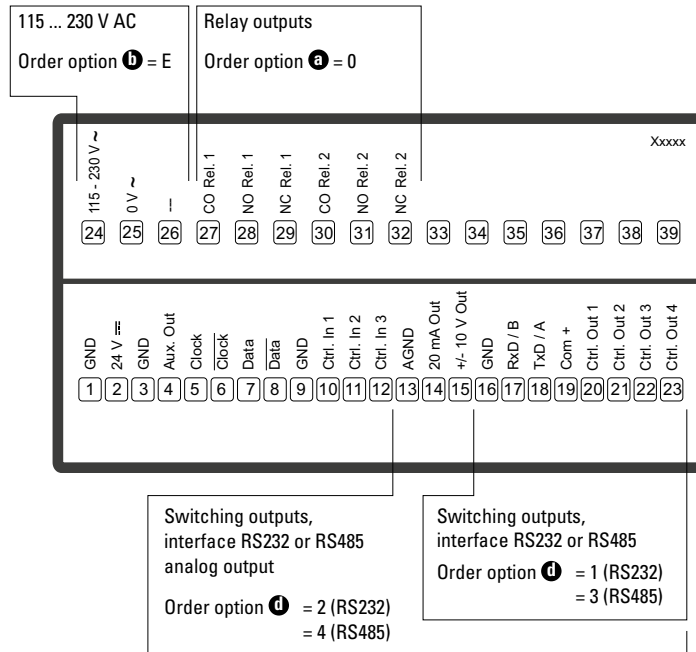 115 ... 230 V AC
Order option b = E
Relay outputs
Order option a = 0
Xxxxx
115 - 230 V ~
0 V ~
---
CO Rel. 1
NO Rel. 1
NC Rel. 1
CO Rel. 2
NO Rel. 2
NC Rel. 2
24 25 26 27 28 29 30 31 32 33 34 35 36 37 38 39
GND
24 V ⎓
GND
Aux. Out
Clock
C̅l̅o̅c̅k̅
Data
D̅a̅t̅a̅
GND
Ctrl. In 1
Ctrl. In 2
Ctrl. In 3
AGND
20 mA Out
+/- 10 V Out
GND
RxD / B
TxD / A
Com +
Ctrl. Out 1
Ctrl. Out 2
Ctrl. Out 3
Ctrl. Out 4
1 2 3 4 5 6 7 8 9 10 11 12 13 14 15 16 17 18 19 20 21 22 23
Switching outputs,
interface RS232 or RS485
analog output
Order option d = 2 (RS232)
= 4 (RS485)
Switching outputs,
interface RS232 or RS485
Order option d = 1 (RS232)
= 3 (RS485)